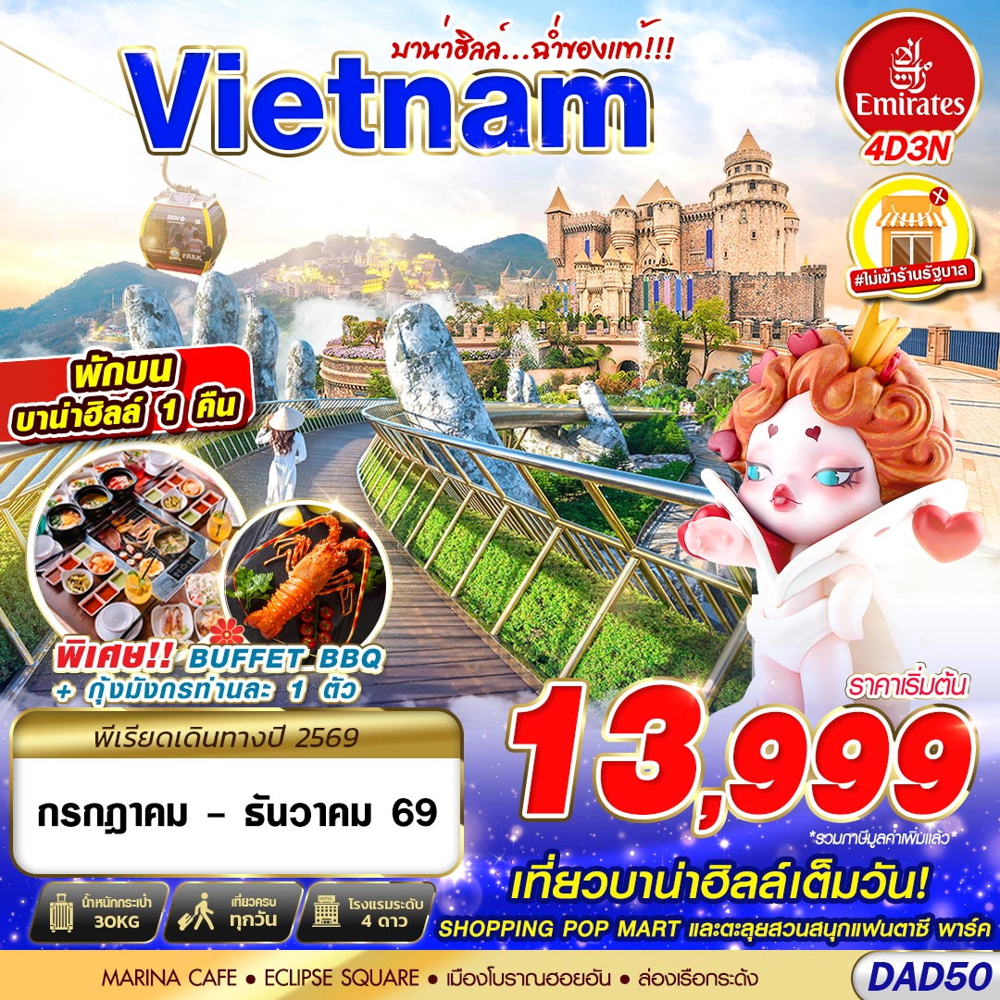 บาน่าฮิลล์...ฉ่ำของแท้!!!
Vietnam
Emirates
4D3N
#ไม่เข้าร้านรัฐบาล
พักบน
บาน่าฮิลล์ 1 คืน
PARK
พิเศษ!! BUFFET BBQ
+ กุ้งมังกรท่านละ 1 ตัว
ราคาเริ่มต้น
13,999
*รวมภาษีมูลค่าเพิ่มแล้ว*
พีเรียดเดินทางปี 2569
กรกฎาคม - ธันวาคม 69
น้ำหนักกระเป๋า
30KG
เที่ยวครบ
ทุกวัน
HOTEL
โรงแรมระดับ
4 ดาว
เที่ยวบาน่าฮิลล์เต็มวัน!
SHOPPING POP MART และตะลุยสวนสนุกแฟนตาซี พาร์ค
MARINA CAFE ● ECLIPSE SQUARE ● เมืองโบราณฮอยอัน ● ล่องเรือกระด้ง
DAD50